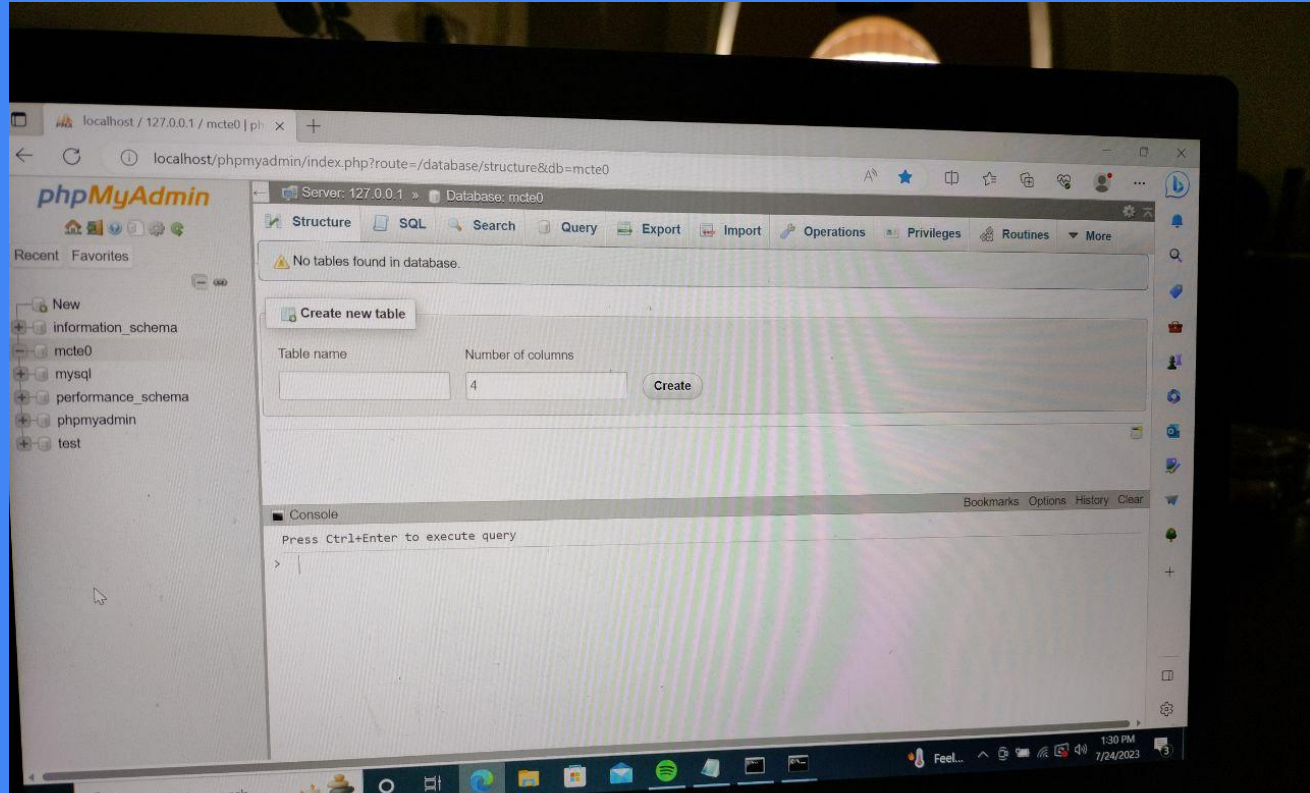 localhost / 127.0.0.1 / mcte0 | ph
localhost/phpmyadmin/index.php?route=/database/structure&db=mcte0
phpMyAdmin
Recent Favorites
New
information_schema
mcte0
mysql
performance_schema
phpmyadmin
test
Server: 127.0.0.1 » Database: mcte0
Structure SQL Search Query Export Import Operations Privileges Routines More
No tables found in database.
Create new table
Table name Number of columns
4 Create
Bookmarks Options History Clear
Console
Press Ctrl+Enter to execute query
>
Feel...
1:30 PM
7/24/2023
3